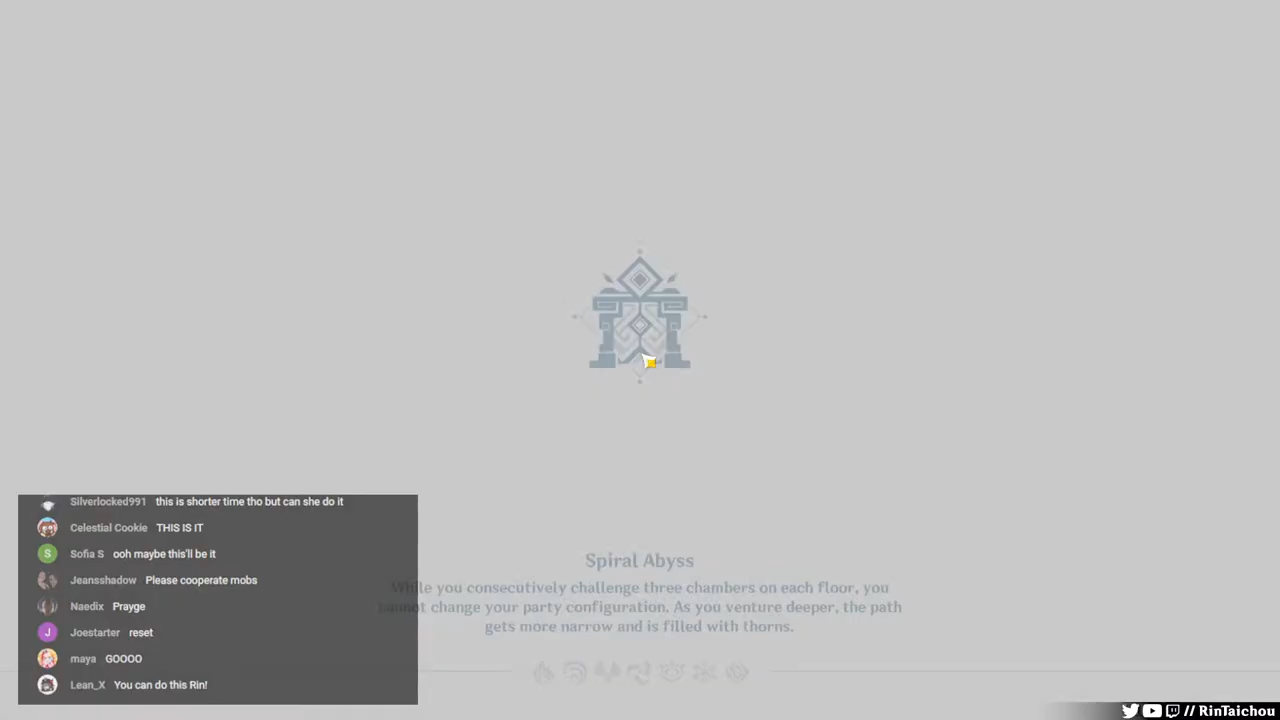 Silverlocked991 this is shorter time tho but can she do it
Celestial Cookie THIS IS IT
S Sofia S ooh maybe this'll be it
Jeansshadow Please cooperate mobs
Naedix Prayge
J Joestarter reset
maya GOOOO
Lean_X You can do this Rin!
Spiral Abyss
While you consecutively challenge three chambers on each floor, you
cannot change your party configuration. As you venture deeper, the path
gets more narrow and is filled with thorns.
// RinTaichou